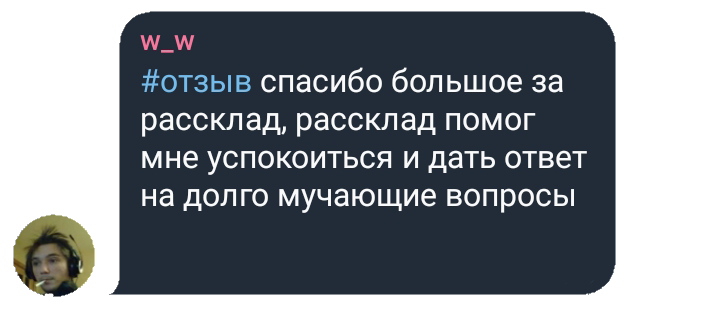 w_w
#отзыв спасибо большое за
рассклад, рассклад помог
мне успокоиться и дать ответ
на долго мучающие вопросы